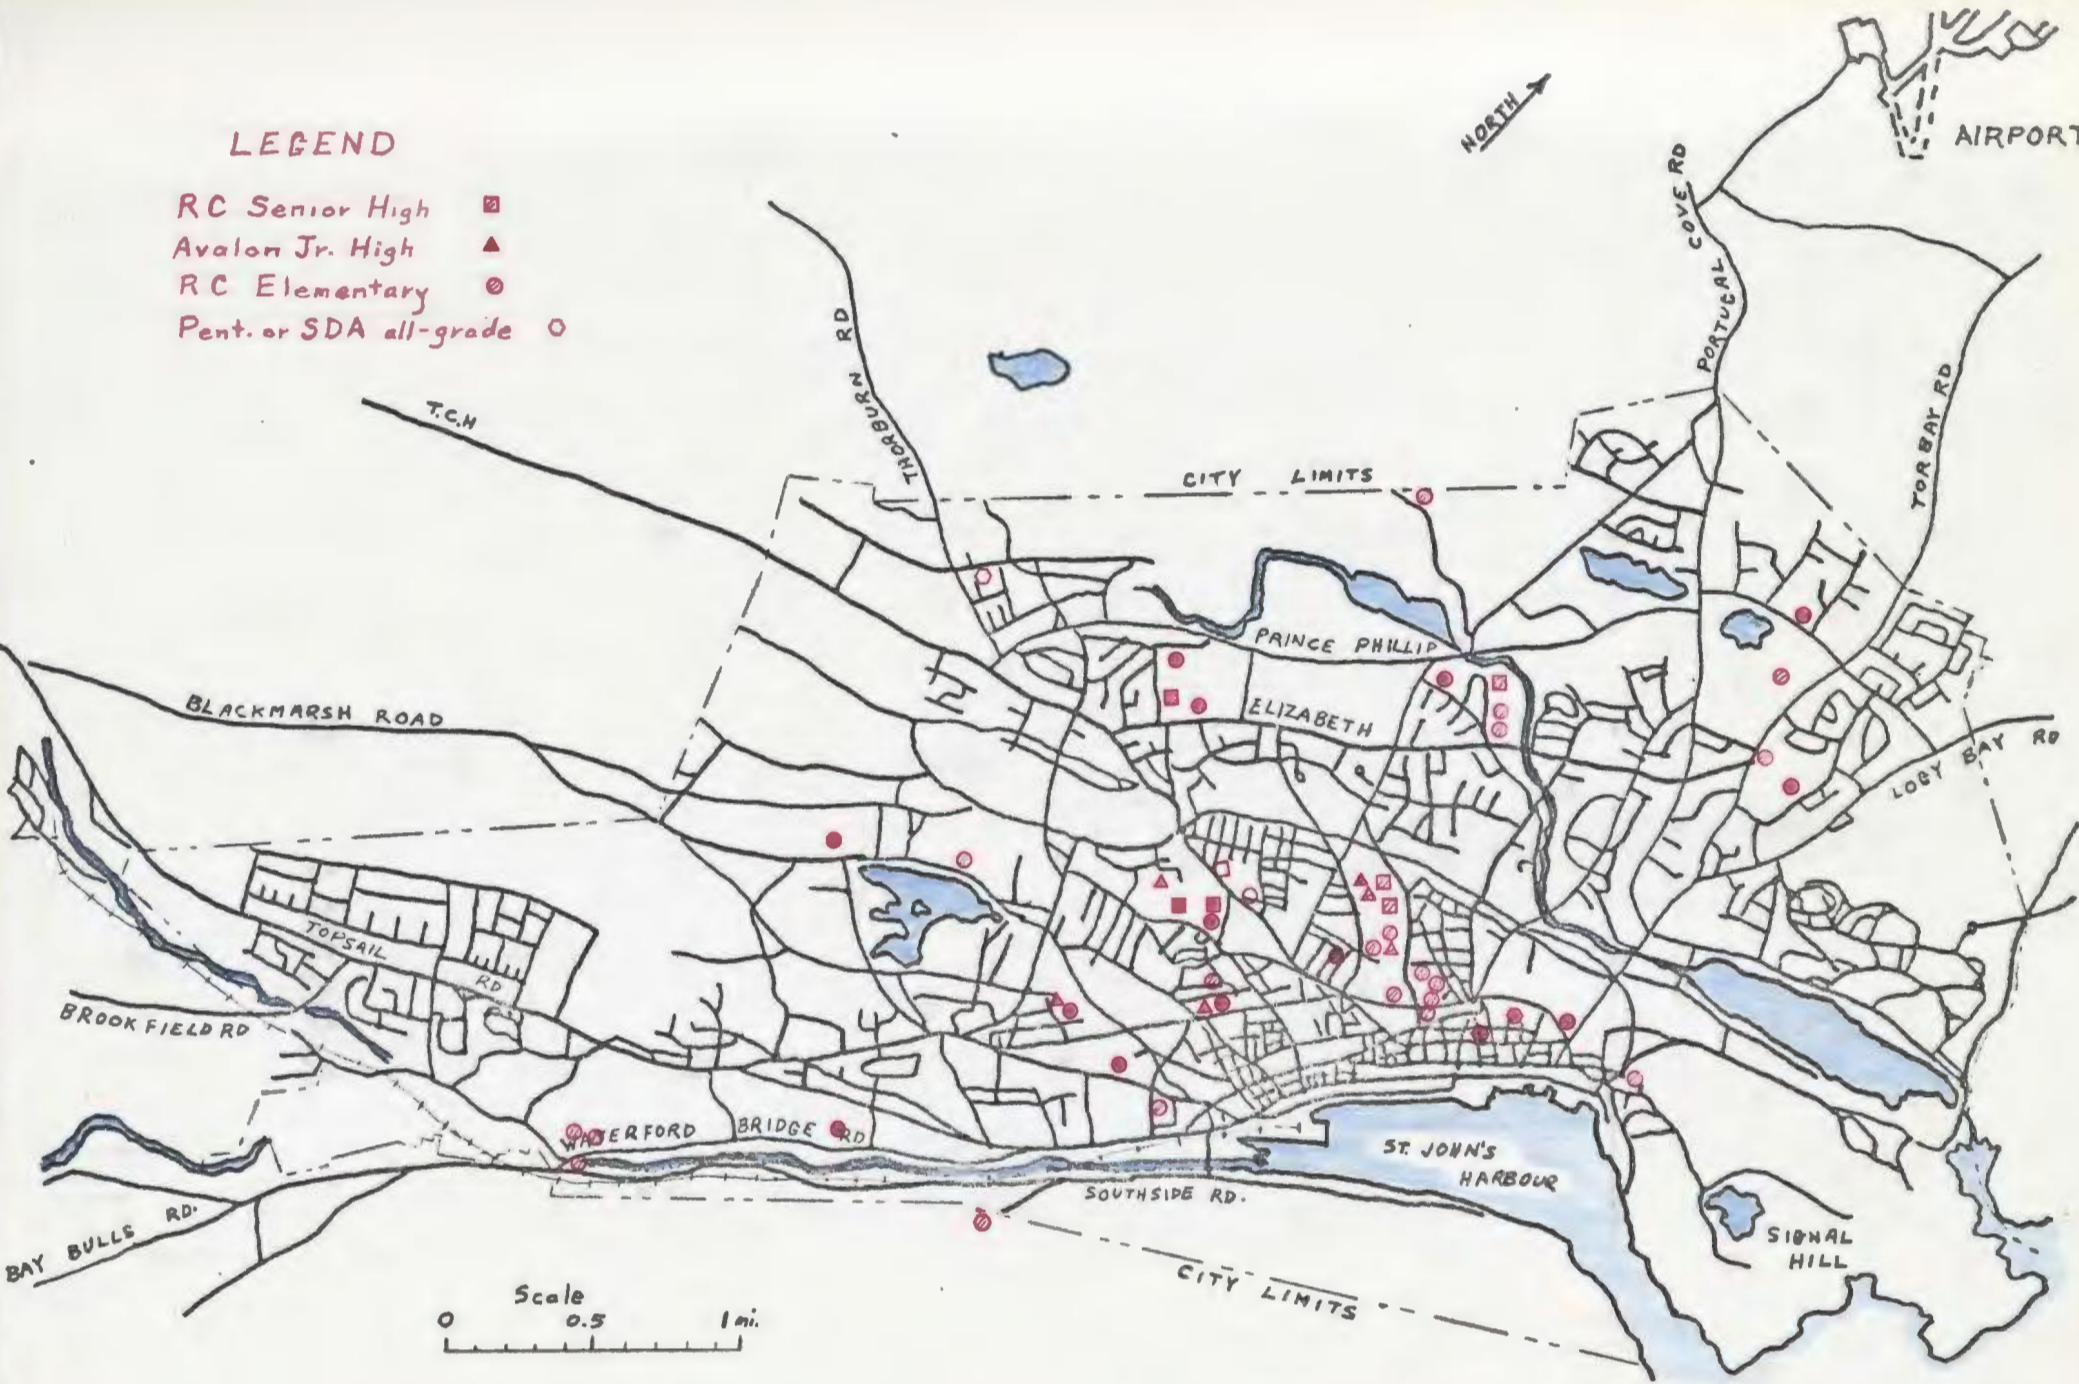 LEGEND
RC Senior High
Avalon Jr. High
RC Elementary
Pent. or SDA all-grade
NORTH
AIRPORT
PORTUGAL COVE RD
THORBURN RD
T.C.H
TORBAY RD
CITY LIMITS
PRINCE PHILLIP
ELIZABETH
BLACKMARSH ROAD
LOGY BAY RD
TOPSAIL RD
BROOKFIELD RD
WATERFORD BRIDGE RD
ST. JOHN'S HARBOUR
SOUTHSIDE RD.
BAY BULLS RD.
SIGNAL HILL
CITY LIMITS
Scale
0 0.5 1 mi.